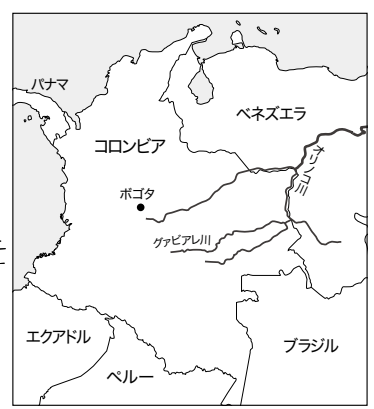 パナマ
ベネズエラ
コロンビア
オリノコ川
ボゴタ
グァビアレ川
エクアドル
ブラジル
ペルー